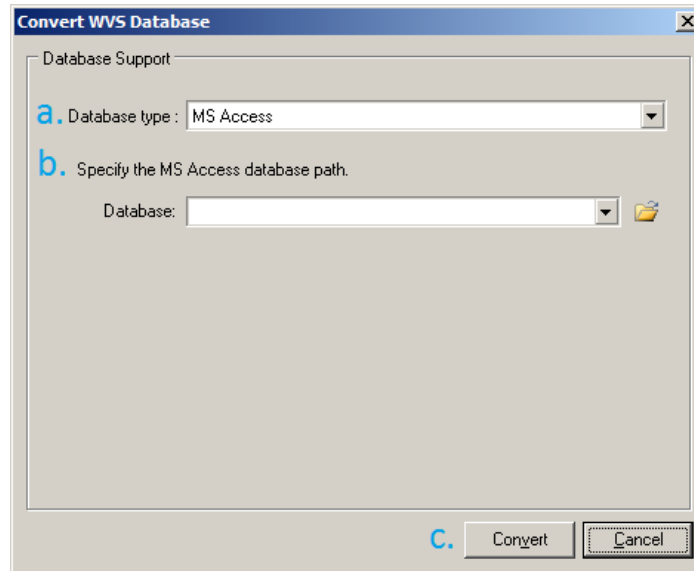 Convert WVS Database
Database Support
a. Database type : MS Access
b. Specify the MS Access database path.
Database:
c. Convert Cancel